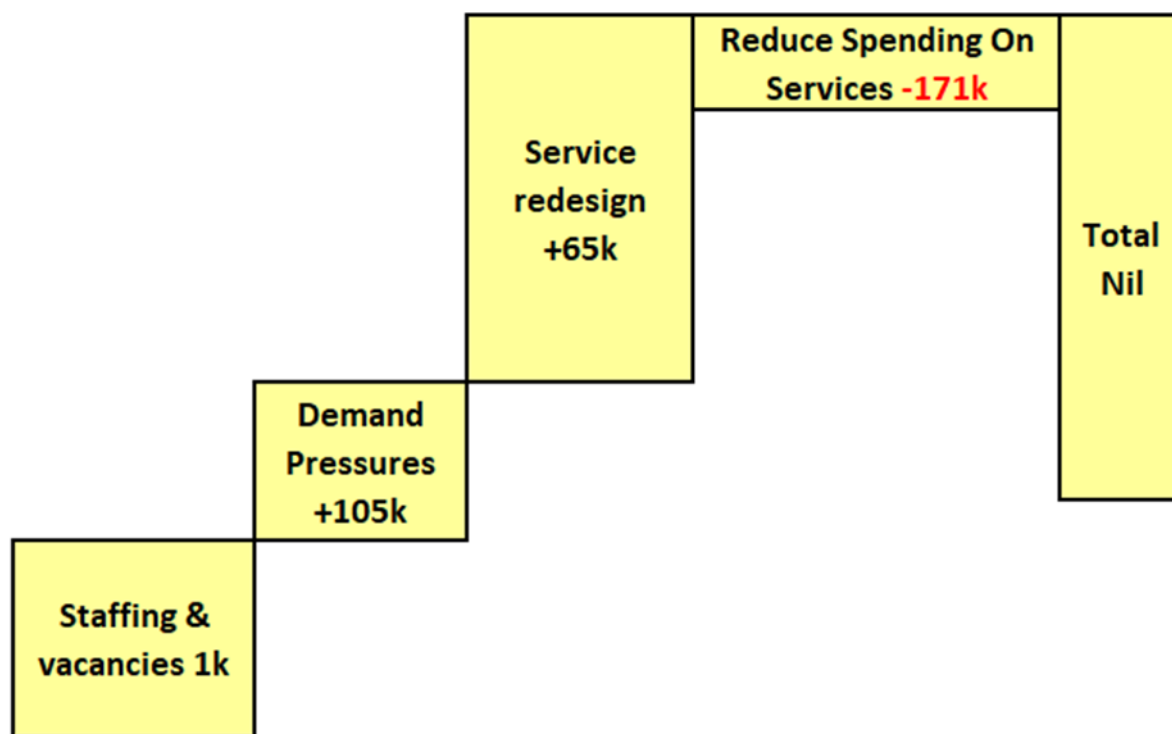 Staffing &
vacancies 1k
Demand
Pressures
+105k
Service
redesign
+65k
Reduce Spending On
Services -171k
Total
Nil